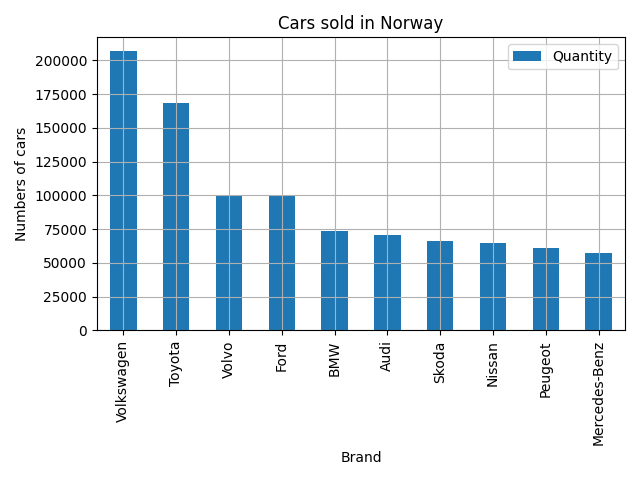 Cars sold in Norway
Quantity
Numbers of cars
200000
175000
150000
125000
100000
75000
50000
25000
0
Volkswagen
Toyota
Volvo
Ford
BMW
Audi
Skoda
Nissan
Peugeot
Mercedes-Benz
Brand